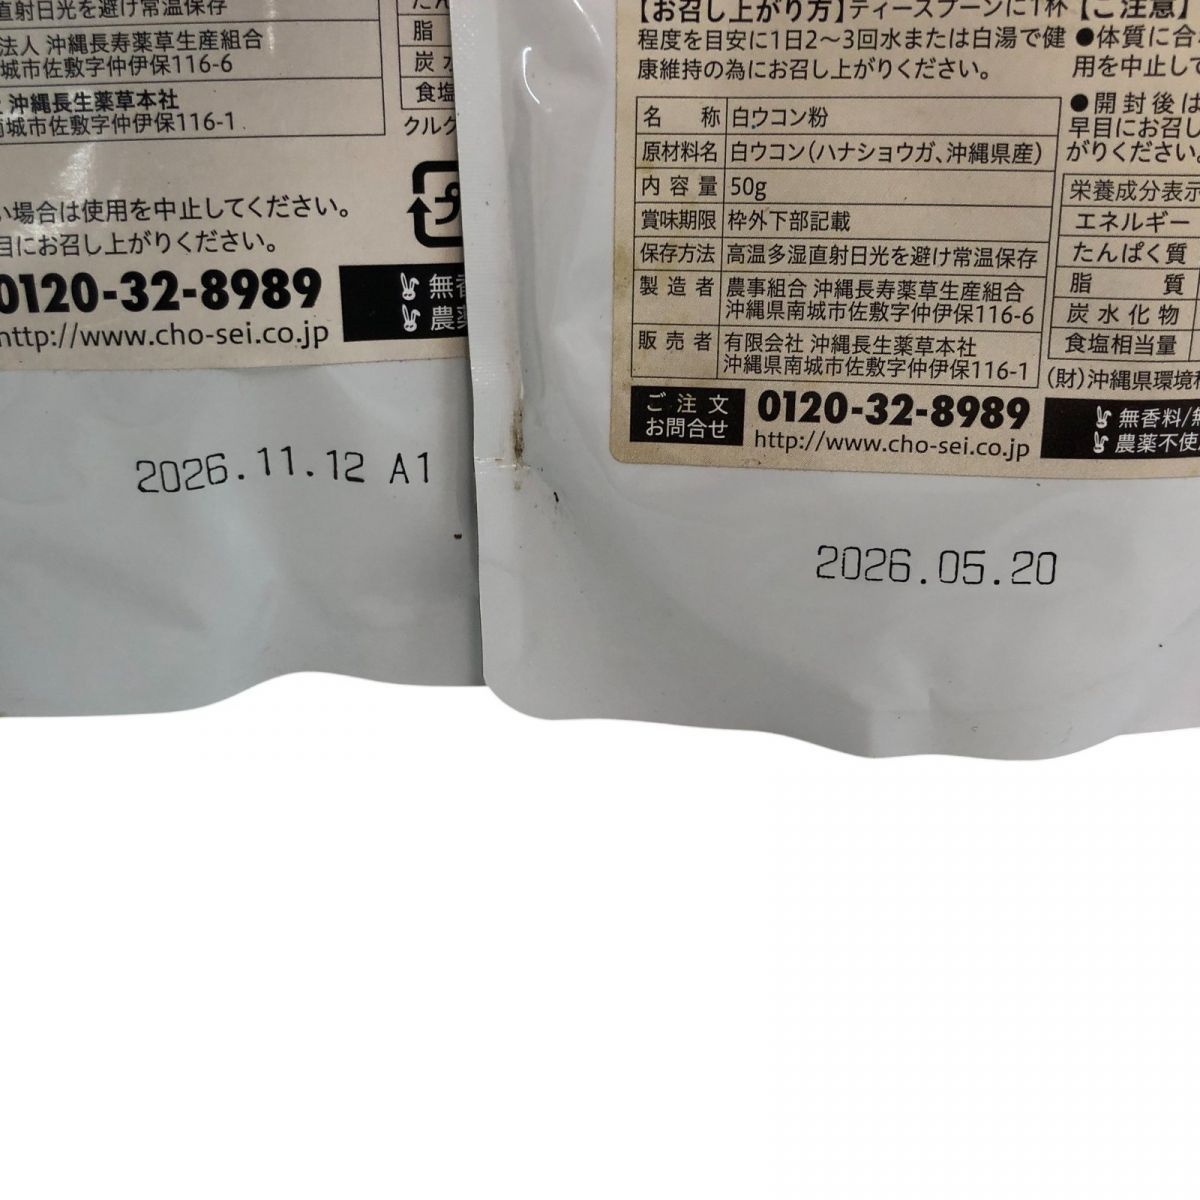 直射日光を避け常温保存
法人 沖縄長寿薬草生産組合
城市佐敷字仲伊保116-6
沖縄長生薬草本社
南城市佐敷字仲伊保116-1
脂
炭水
食塩
クルク
い場合は使用を中止してください。
目にお召し上がりください。
0120-32-8989
http://www.cho-sei.co.jp
無香
農薬
2026.11.12 A1
【お召し上がり方】ティースプーンに1杯
程度を目安に1日2～3回水または白湯で健
康維持の為にお召し上がりください。
名称 白ウコン粉
原材料名 白ウコン(ハナショウガ、沖縄県産)
内容量 50g
賞味期限 枠外下部記載
保存方法 高温多湿直射日光を避け常温保存
製造者 農事組合 沖縄長寿薬草生産組合
沖縄県南城市佐敷字仲伊保116-6
販売者 有限会社 沖縄長生薬草本社
沖縄県南城市佐敷字仲伊保116-1
ご注文
お問合せ
0120-32-8989
http://www.cho-sei.co.jp
【ご注意】
●体質に合
用を中止して
●開封後は
早目にお召し
がりください。
栄養成分表示
エネルギー
たんぱく質
脂質
炭水化物
食塩相当量
(財)沖縄県環境
無香料/無
農薬不使
2026.05.20